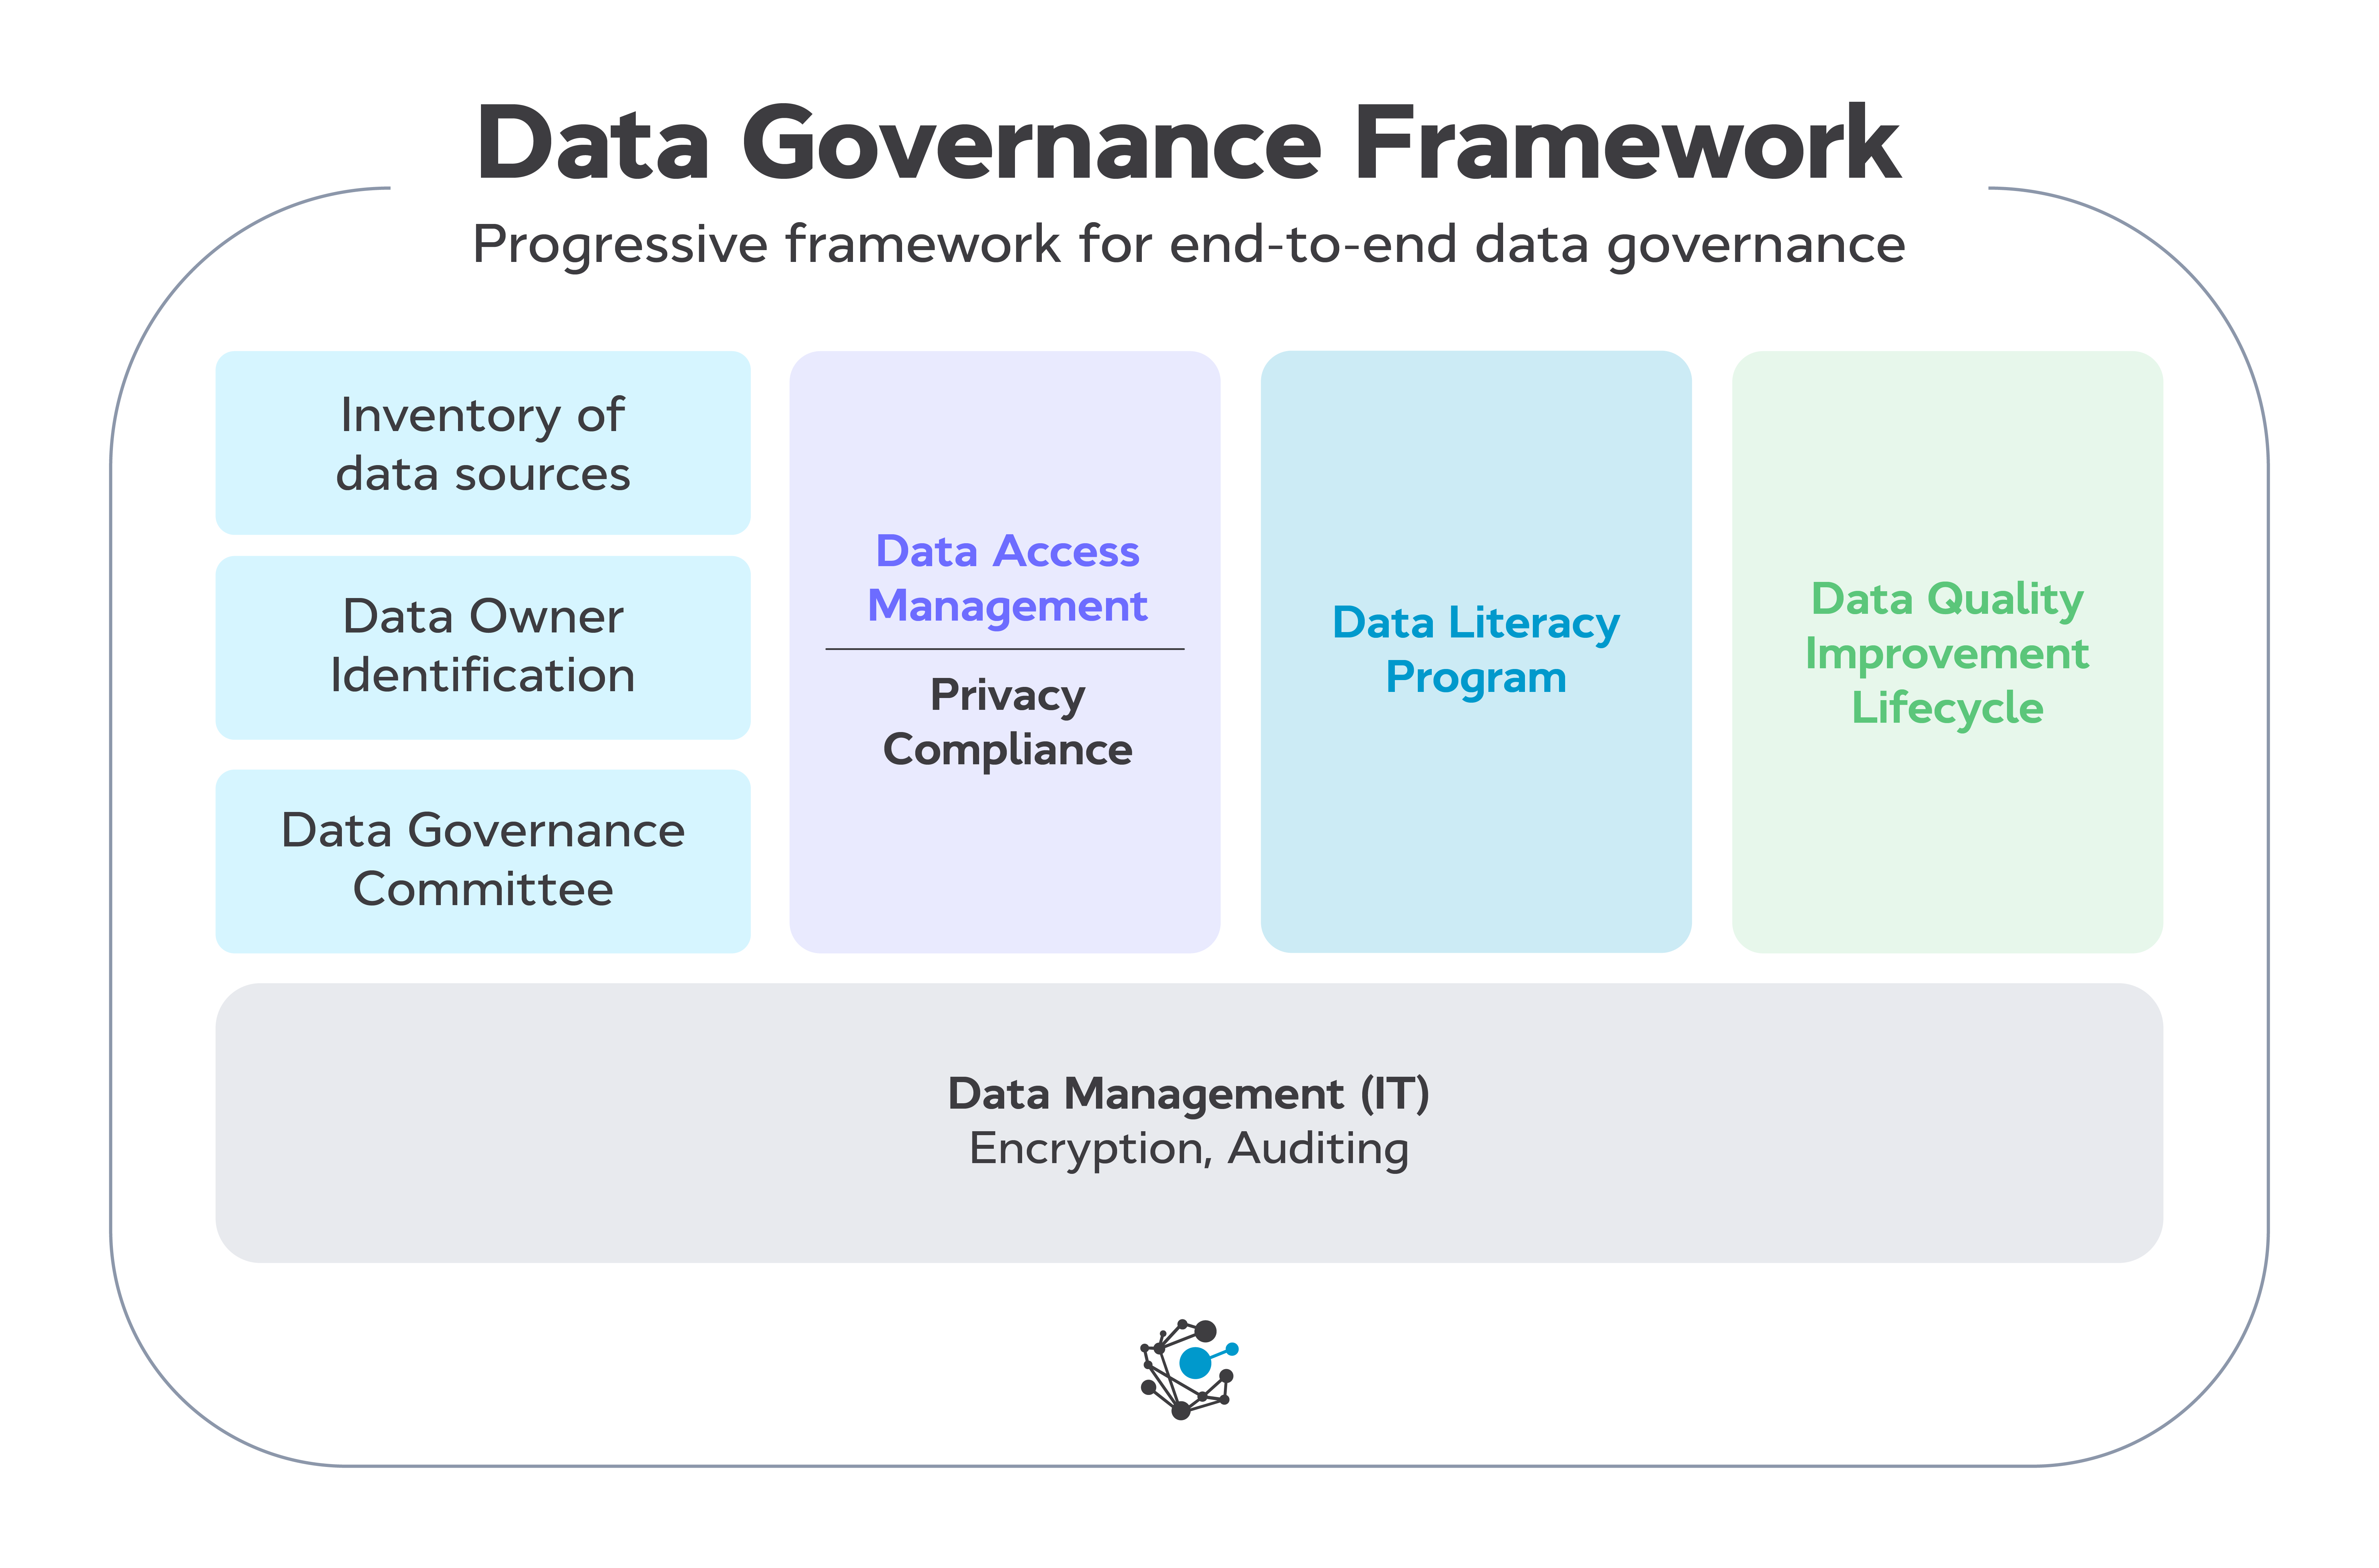 Data Governance Framework
Progressive framework for end-to-end data governance
Inventory of
data sources
Data Owner
Identification
Data Governance
Committee
Data Access
Management
Privacy
Compliance
Data Literacy
Program
Data Quality
Improvement
Lifecycle
Data Management (IT)
Encryption, Auditing